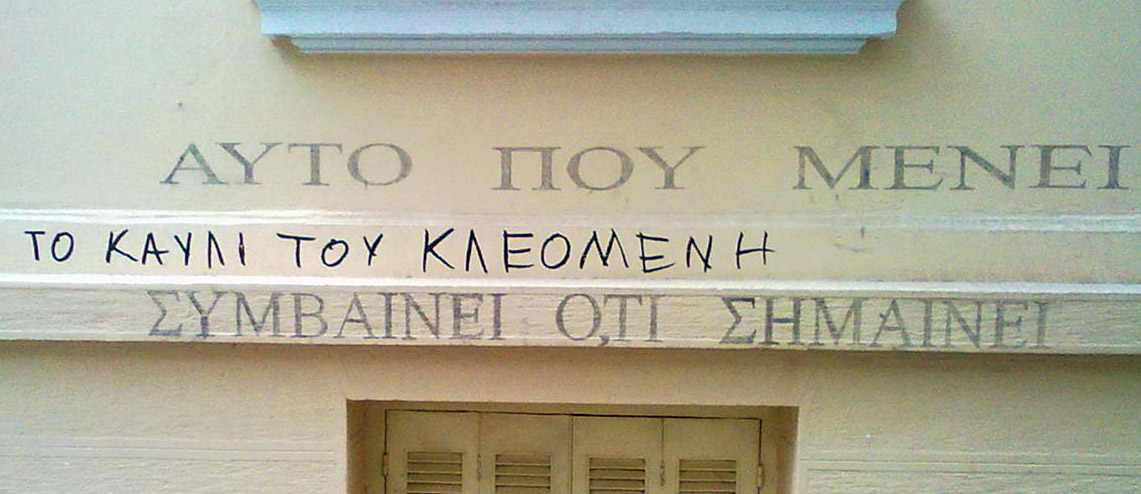 ΑΥΤΟ ΠΟΥ ΜΕΝΕΙ
ΤΟ ΚΑΥΛΙ ΤΟΥ ΚΛΕΟΜΕΝΗ
ΣΥΜΒΑΙΝΕΙ Ο,ΤΙ ΣΗΜΑΙΝΕΙ